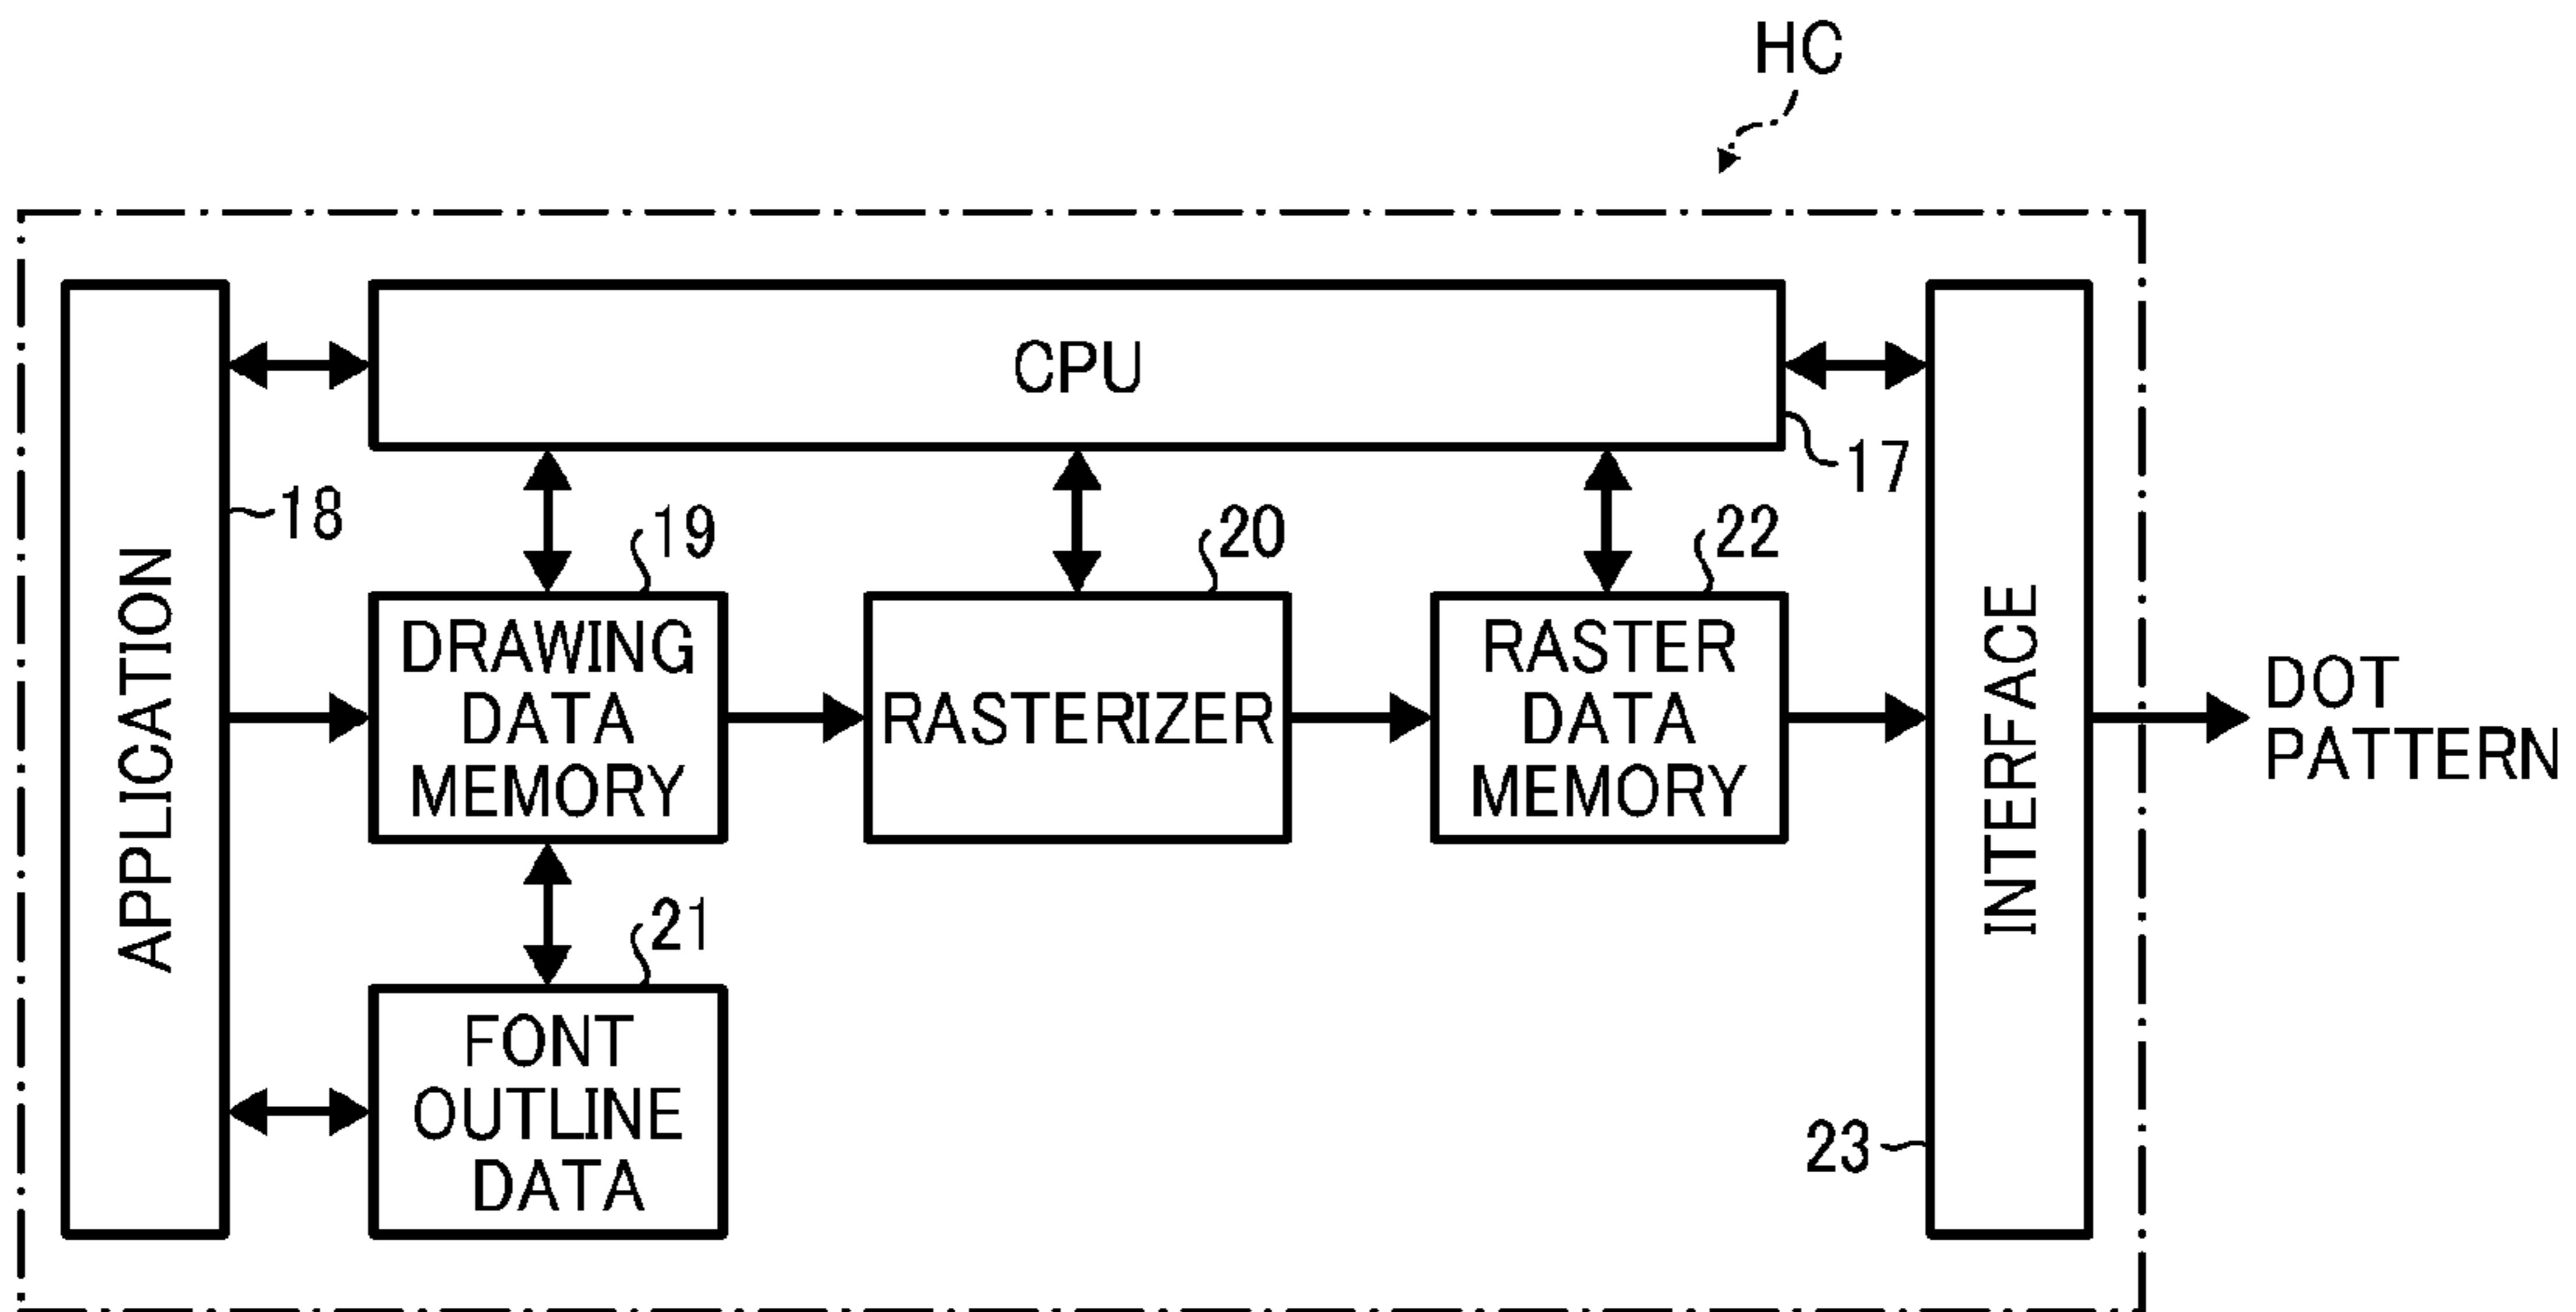 HC
CPU
17
18
19
20
22
APPLICATION
DRAWING
DATA
MEMORY
RASTERIZER
RASTER
DATA
MEMORY
INTERFACE
DOT
PATTERN
21
FONT
OUTLINE
DATA
23